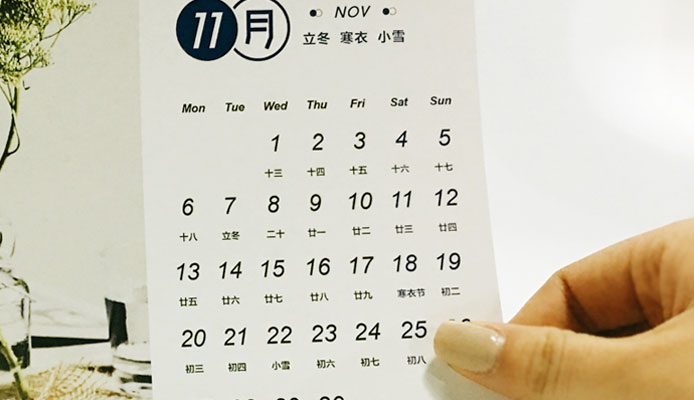 11月 NOV
立冬 寒衣 小雪
Mon Tue Wed Thu Fri Sat Sun
1 2 3 4 5
十三 十四 十五 十六 十七
6 7 8 9 10 11 12
十八 立冬 二十 廿一 廿二 廿三 廿四
13 14 15 16 17 18 19
廿五 廿六 廿七 廿八 廿九 寒衣节 初二
20 21 22 23 24 25
初三 初四 小雪 初六 初七 初八